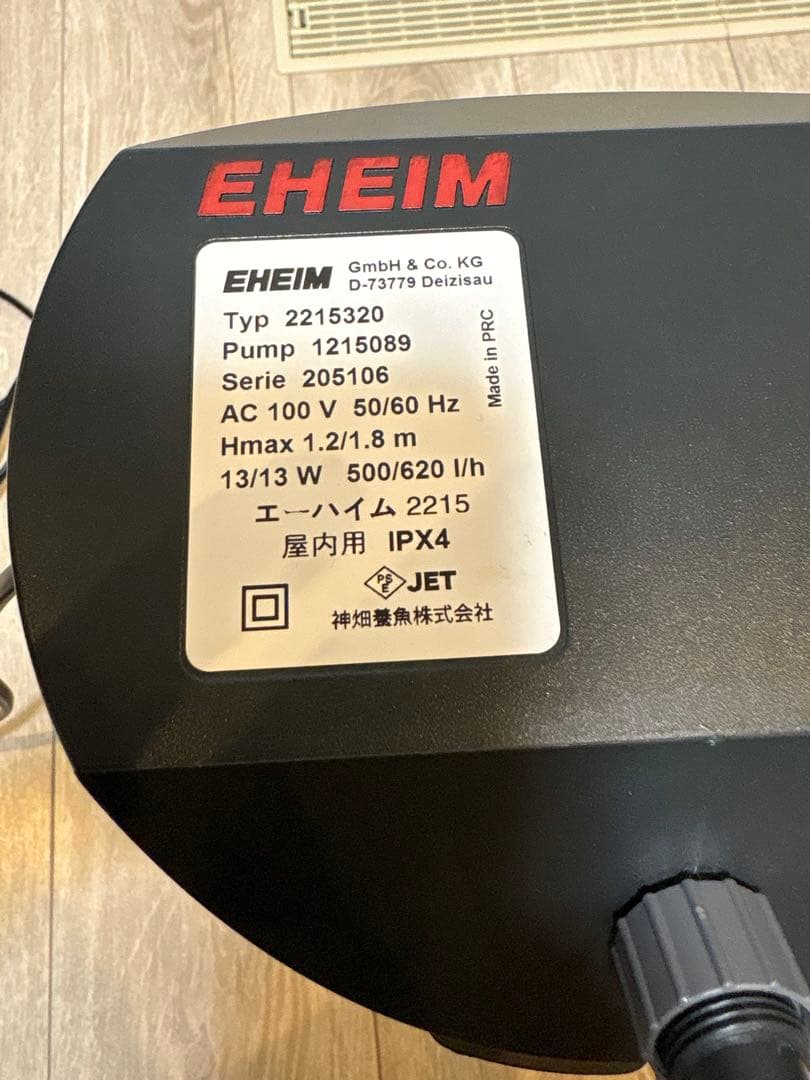 EHEIM
EHEIM GmbH & Co. KG
D-73779 Deizisau
Typ 2215320
Pump 1215089
Serie 205106
Made in PRC
AC 100 V 50/60 Hz
Hmax 1.2/1.8 m
13/13 W 500/620 l/h
エーハイム 2215
屋内用 IPX4
PSE JET
神畑養魚株式会社